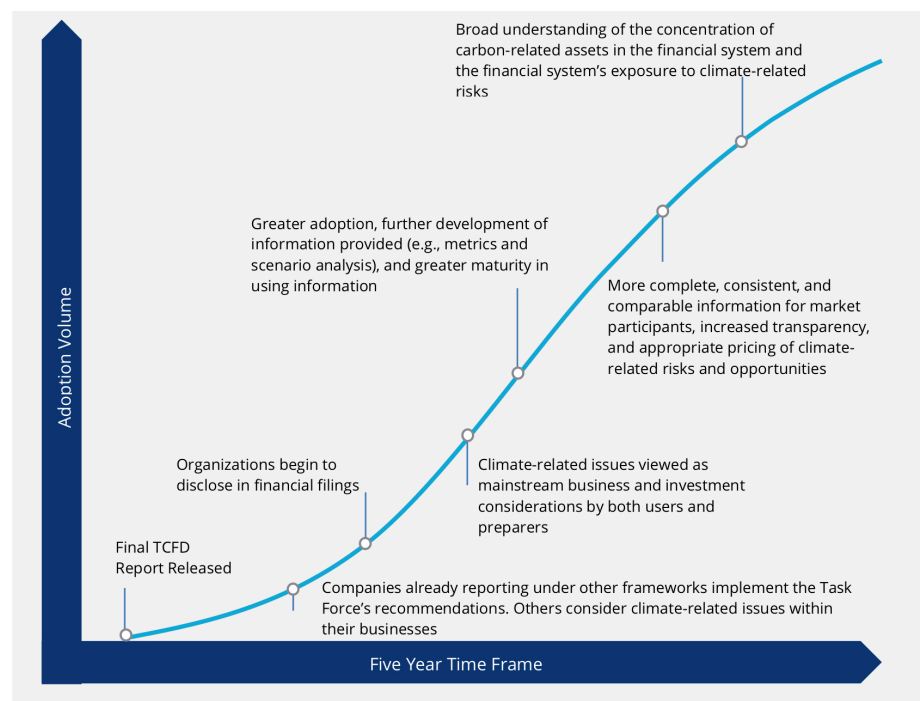 Broad understanding of the concentration of
carbon-related assets in the financial system and
the financial system’s exposure to climate-related
risks
Greater adoption, further development of
information provided (e.g., metrics and
scenario analysis), and greater maturity in
using information
More complete, consistent, and
comparable information for market
participants, increased transparency,
and appropriate pricing of climate-
related risks and opportunities
Adoption Volume
Organizations begin to
disclose in financial filings
Climate-related issues viewed as
mainstream business and investment
considerations by both users and
preparers
Final TCFD
Report Released
Companies already reporting under other frameworks implement the Task
Force’s recommendations. Others consider climate-related issues within
their businesses
Five Year Time Frame